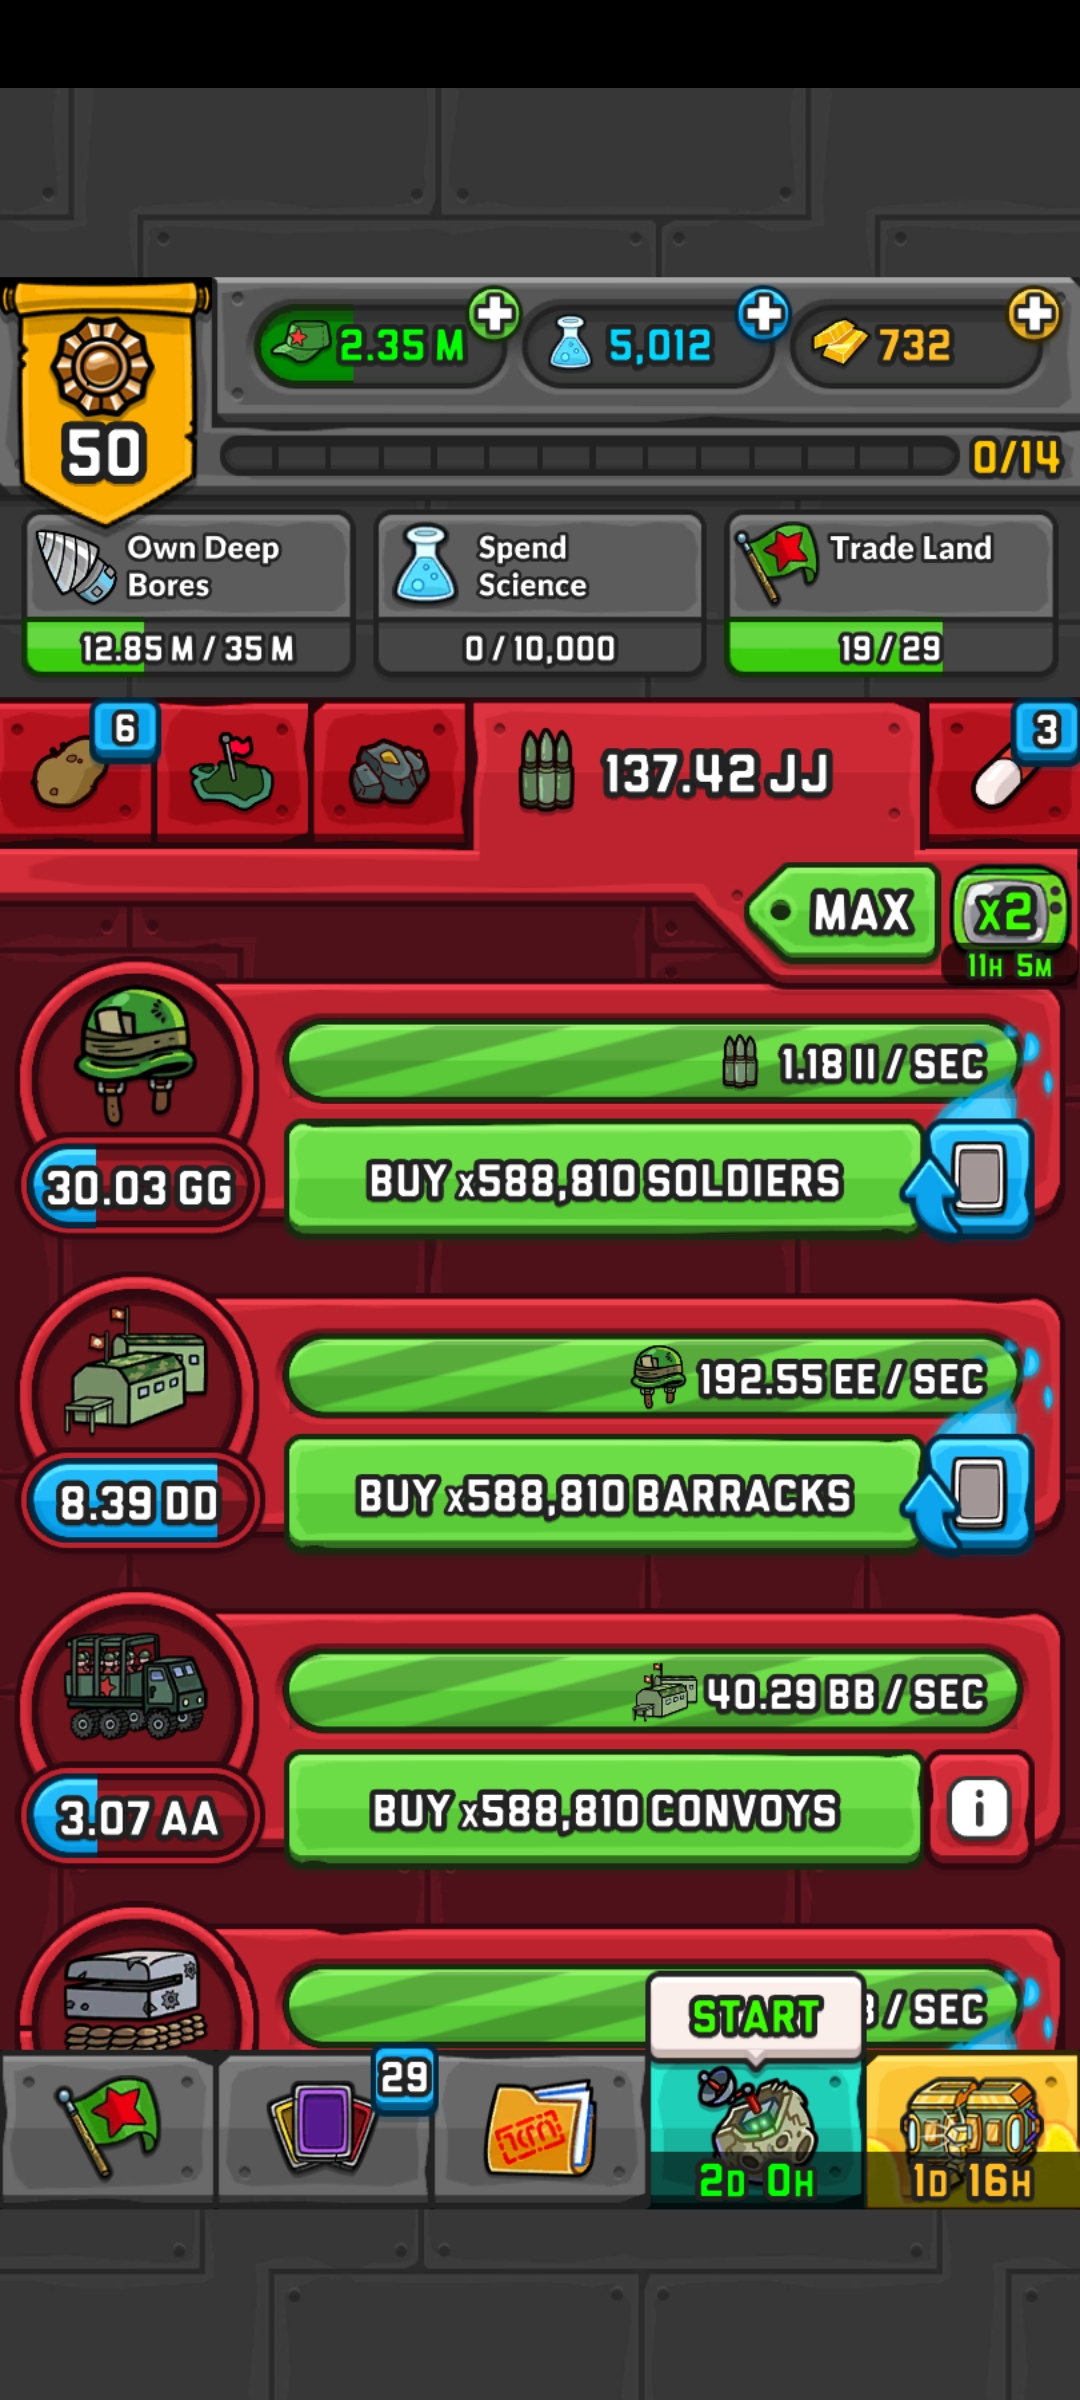 2.35 M
5,012
732
50
0/14
Own Deep
Bores
12.85 M / 35 M
Spend
Science
0 / 10,000
Trade Land
19 / 29
6
137.42 JJ
3
MAX
x2
11H 5M
1.18 II / SEC
30.03 GG
BUY x588,810 SOLDIERS
192.55 EE / SEC
8.39 DD
BUY x588,810 BARRACKS
40.29 BB / SEC
3.07 AA
BUY x588,810 CONVOYS
i
/ SEC
START
29
2D 0H
1D 16H